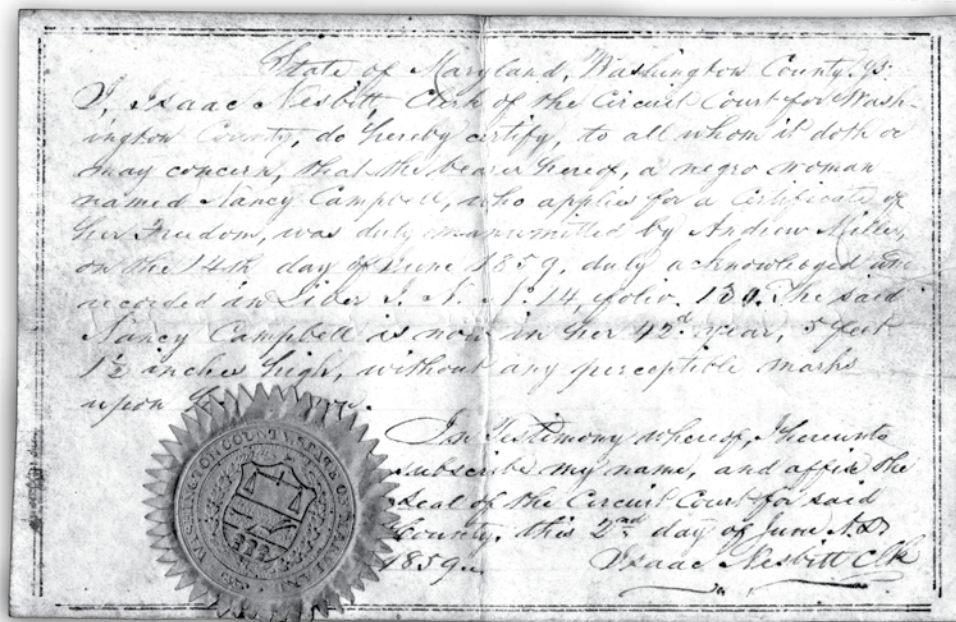 State of Maryland, Washington County, ss:
I, Isaac Nesbitt, Clerk of the Circuit Court for Wash-
ington County, do hereby certify, to all whom it doth or
may concern, that the bearer hereof, a negro woman
named Nancy Campbell, who applies for a Certificate of
her Freedom, was duly manumitted by Andrew Miller,
on the 14th day of June 1859, duly acknowledged and
recorded in Liber I. N. No. 14, folio. 130. The said
Nancy Campbell is now in her 42d year, 5 feet
1½ inches high, without any perceptible marks
upon
In Testimony whereof, I hereunto
subscribe my name, and affix the
seal of the Circuit Court for said
County, this day of June A.D.
1859.
Isaac Nesbitt Clk
WASHINGTON COUNTY STATE OF MARYLAND